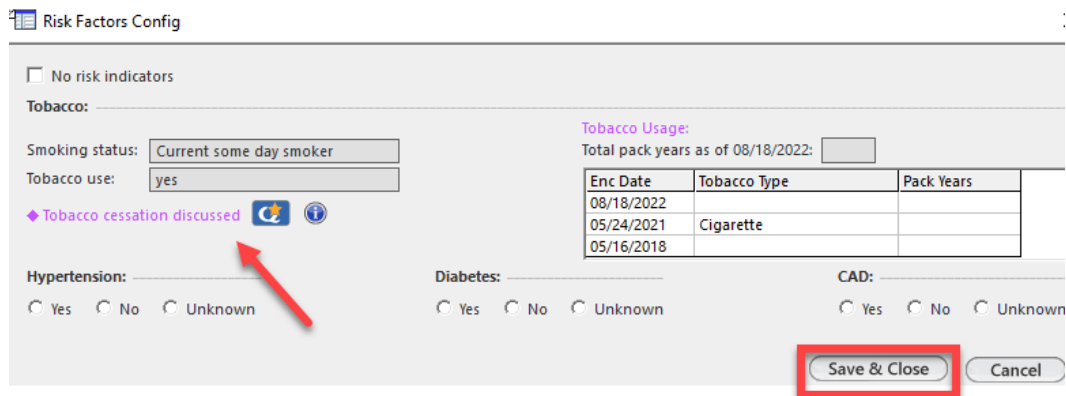 Risk Factors Config
No risk indicators
Tobacco:
Smoking status: Current some day smoker
Tobacco use: yes
Tobacco cessation discussed
Tobacco Usage:
Total pack years as of 08/18/2022:
Enc Date Tobacco Type Pack Years
08/18/2022
05/24/2021 Cigarette
05/16/2018
Hypertension: Diabetes: CAD:
Yes No Unknown Yes No Unknown Yes No Unknown
Save & Close Cancel